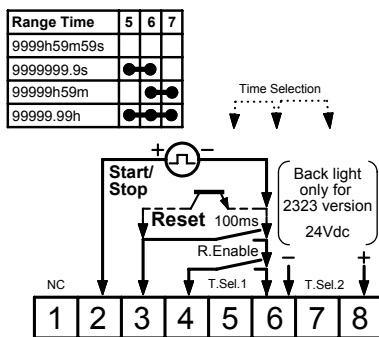 Range Time 5 6 7
9999h59m59s
9999999.9s
99999h59m
99999.99h
Time Selection
+ −
Start/
Stop
Back light
only for
2323 version
24Vdc
Reset 100ms
R.Enable
− +
NC T.Sel.1 T.Sel.2
1 2 3 4 5 6 7 8